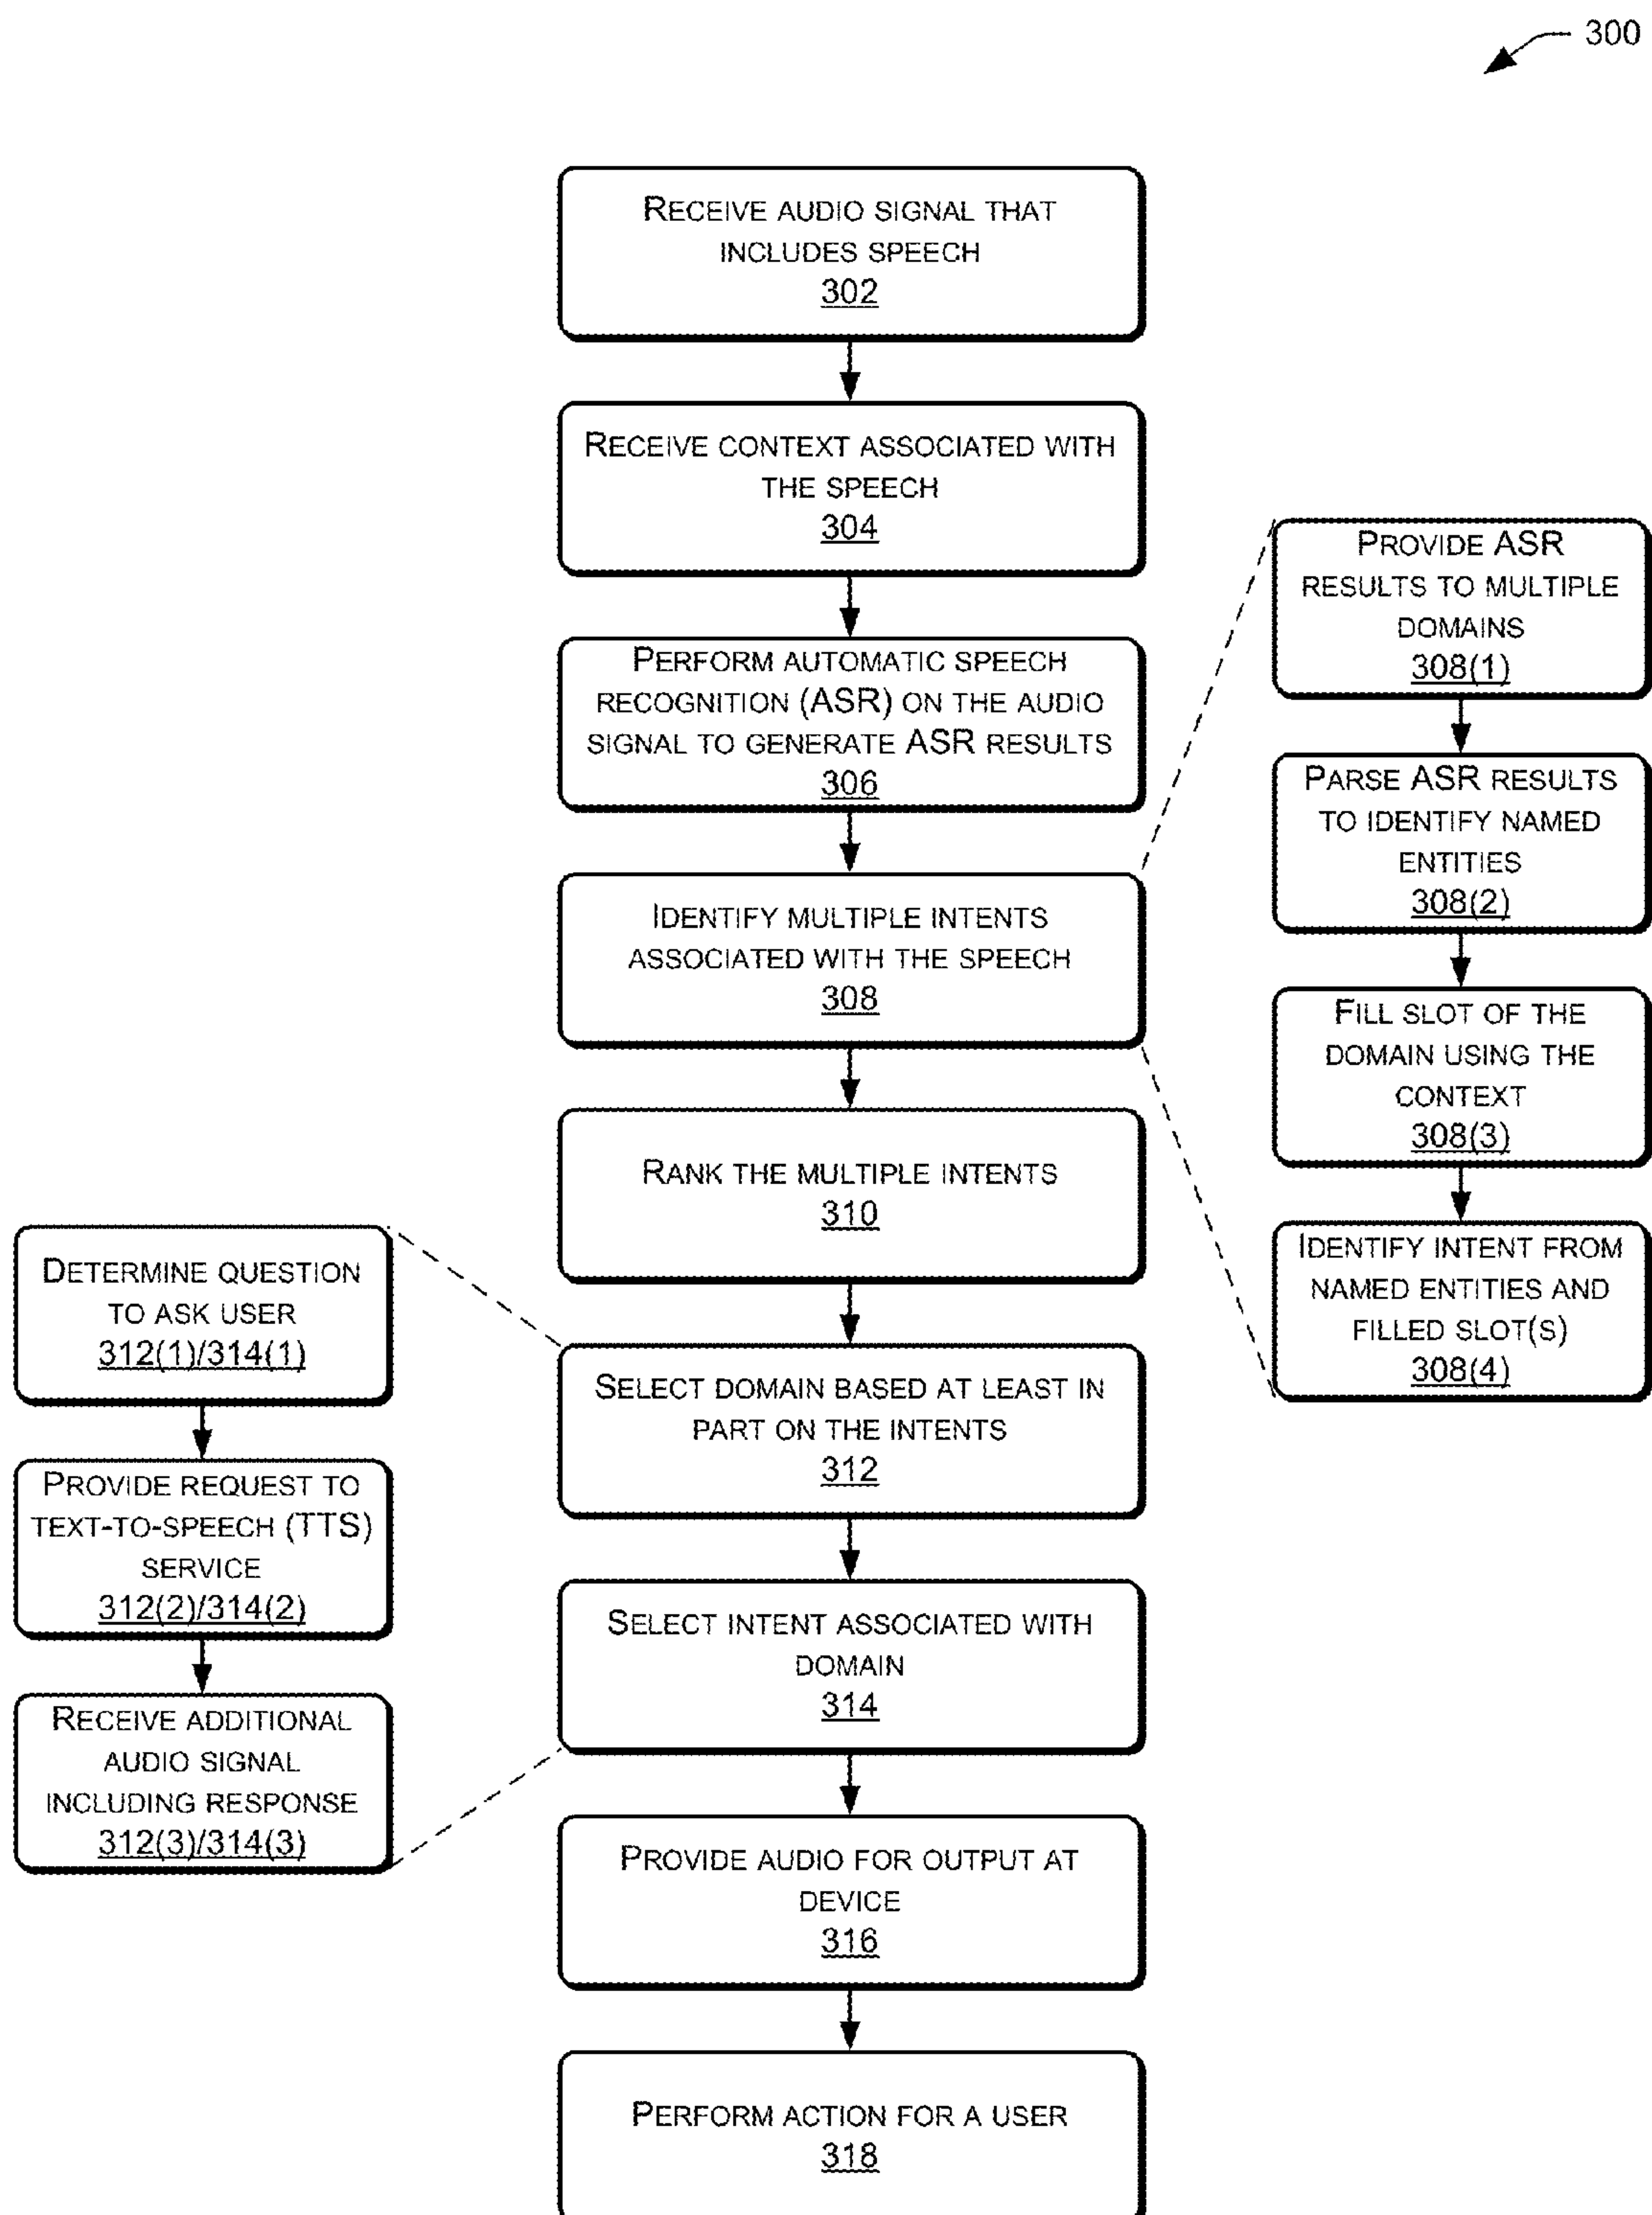 300
RECEIVE AUDIO SIGNAL THAT
INCLUDES SPEECH
302
RECEIVE CONTEXT ASSOCIATED WITH
THE SPEECH
304
PERFORM AUTOMATIC SPEECH
RECOGNITION (ASR) ON THE AUDIO
SIGNAL TO GENERATE ASR RESULTS
306
IDENTIFY MULTIPLE INTENTS
ASSOCIATED WITH THE SPEECH
308
PROVIDE ASR
RESULTS TO MULTIPLE
DOMAINS
308(1)
PARSE ASR RESULTS
TO IDENTIFY NAMED
ENTITIES
308(2)
FILL SLOT OF THE
DOMAIN USING THE
CONTEXT
308(3)
IDENTIFY INTENT FROM
NAMED ENTITIES AND
FILLED SLOT(S)
308(4)
RANK THE MULTIPLE INTENTS
310
SELECT DOMAIN BASED AT LEAST IN
PART ON THE INTENTS
312
DETERMINE QUESTION
TO ASK USER
312(1)/314(1)
PROVIDE REQUEST TO
TEXT-TO-SPEECH (TTS)
SERVICE
312(2)/314(2)
RECEIVE ADDITIONAL
AUDIO SIGNAL
INCLUDING RESPONSE
312(3)/314(3)
SELECT INTENT ASSOCIATED WITH
DOMAIN
314
PROVIDE AUDIO FOR OUTPUT AT
DEVICE
316
PERFORM ACTION FOR A USER
318